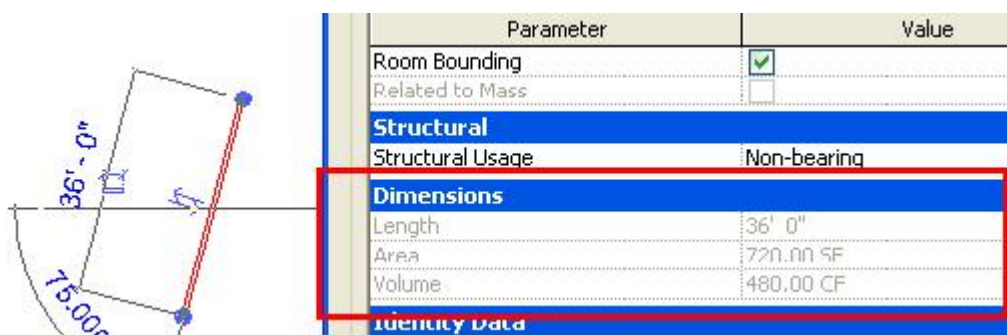 Parameter Value
Room Bounding
Related to Mass
Structural
Structural Usage Non-bearing
Dimensions
Length 36' 0"
Area 720.00 SF
Volume 480.00 CF
Identity Data
36' - 0"
75.000